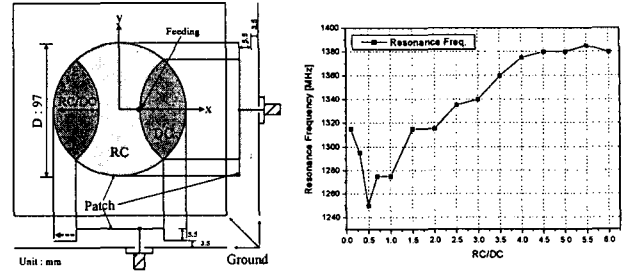 y
Feeding
5.5
3.5
D : 97
RC/DC
DC
x
RC
Patch
5.5
3.5
Unit : mm
Ground
Resonance Freq.
Resonance Frequency [MHz]
1400
1380
1360
1340
1320
1300
1280
1260
1240
0.0 0.5 1.0 1.5 2.0 2.5 3.0 3.5 4.0 4.5 5.0 5.5 6.0
RC/DC